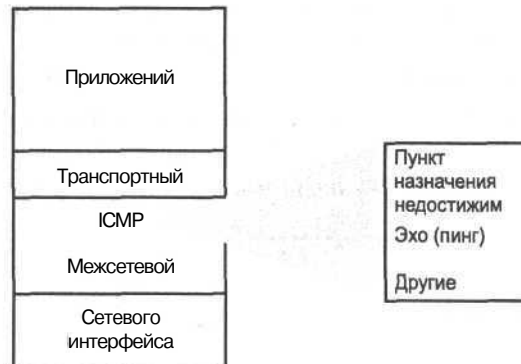 Приложений
Транспортный
ICMP
Межсетевой
Сетевого
интерфейса
Пункт
назначения
недостижим
Эхо (пинг)
Другие